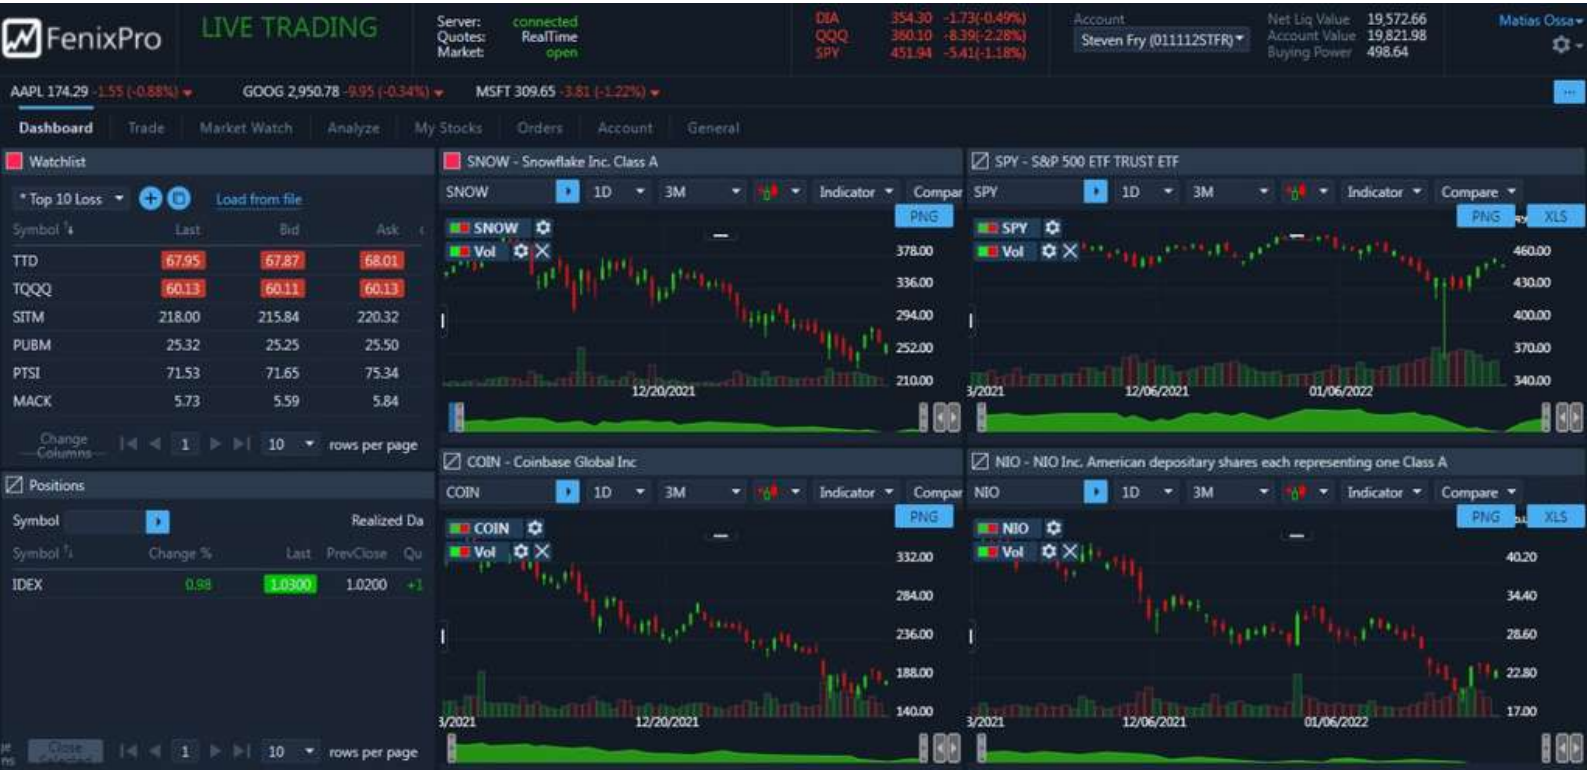 FenixPro
LIVE TRADING
Server: connected
Quotes: RealTime
Market: open
DIA 354.30 -1.73(-0.49%)
QQQ 360.10 -8.39(-2.28%)
SPY 451.94 -5.41(-1.18%)
Account
Steven Fry (011112STFR)
Net Liq Value 19,572.66
Account Value 19,821.98
Buying Power 498.64
Matias Ossa
AAPL 174.29 -1.55 (-0.88%) GOOG 2,950.78 -9.95 (-0.34%) MSFT 309.65 -3.81 (-1.22%) ...
Dashboard Trade Market Watch Analyze My Stocks Orders Account General
Watchlist
* Top 10 Loss Load from file
Symbol Last Bid Ask
TTD 67.95 67.87 68.01
TQQQ 60.13 60.11 60.13
SITM 218.00 215.84 220.32
PUBM 25.32 25.25 25.50
PTSI 71.53 71.65 75.34
MACK 5.73 5.59 5.84
Change
Columns
1 10 rows per page
Positions
Symbol Realized Da
Symbol Change % Last PrevClose Qu
IDEX 0.98 1.0300 1.0200 +1
Close
1 10 rows per page
SNOW - Snowflake Inc. Class A
SNOW 1D 3M Indicator Compar
PNG
SNOW
Vol
378.00
336.00
294.00
252.00
210.00
12/20/2021
SPY - S&P 500 ETF TRUST ETF
SPY 1D 3M Indicator Compare
PNG XLS
SPY
Vol
460.00
430.00
400.00
370.00
340.00
3/2021 12/06/2021 01/06/2022
COIN - Coinbase Global Inc
COIN 1D 3M Indicator Compar
PNG
COIN
Vol
332.00
284.00
236.00
188.00
140.00
3/2021 12/20/2021
NIO - NIO Inc. American depositary shares each representing one Class A
NIO 1D 3M Indicator Compare
PNG XLS
NIO
Vol
40.20
34.40
28.60
22.80
17.00
3/2021 12/06/2021 01/06/2022